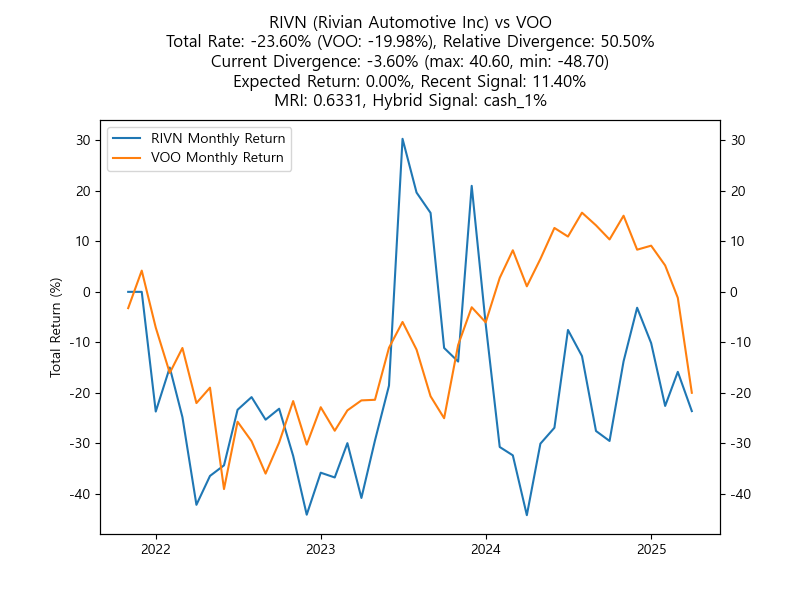 RIVN (Rivian Automotive Inc) vs VOO
Total Rate: -23.60% (VOO: -19.98%), Relative Divergence: 50.50%
Current Divergence: -3.60% (max: 40.60, min: -48.70)
Expected Return: 0.00%, Recent Signal: 11.40%
MRI: 0.6331, Hybrid Signal: cash_1%
RIVN Monthly Return
VOO Monthly Return
Total Return (%)
30
20
10
0
-10
-20
-30
-40
30
20
10
0
-10
-20
-30
-40
2022
2023
2024
2025